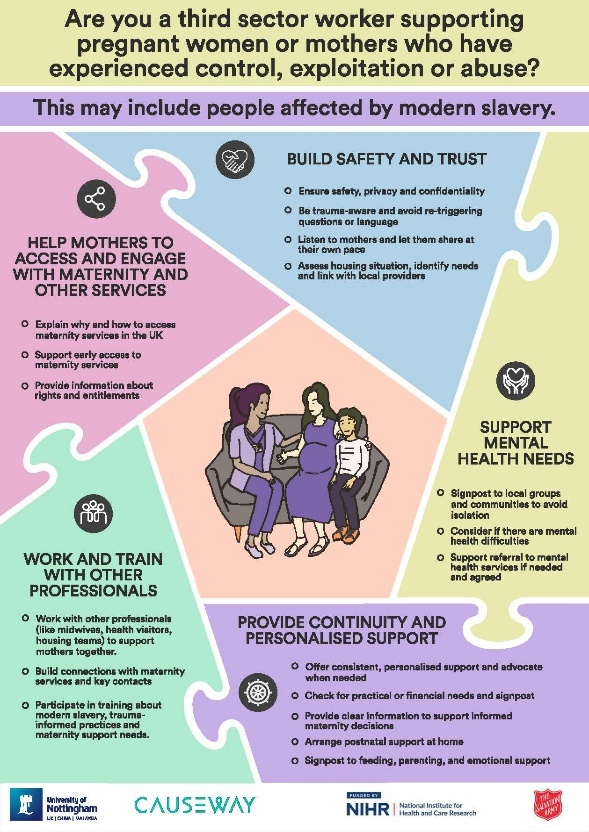 Are you a third sector worker supporting
pregnant women or mothers who have
experienced control, exploitation or abuse?
This may include people affected by modern slavery.
BUILD SAFETY AND TRUST
Ensure safety, privacy and confidentiality
Be trauma-aware and avoid re-triggering
questions or language
Listen to mothers and let them share at
their own pace
Assess housing situation, identify needs
and link with local providers
HELP MOTHERS TO
ACCESS AND ENGAGE
WITH MATERNITY AND
OTHER SERVICES
Explain why and how to access
maternity services in the UK
Support early access to
maternity services
Provide information about
rights and entitlements
SUPPORT
MENTAL
HEALTH NEEDS
Signpost to local groups
and communities to avoid
isolation
Consider if there are mental
health difficulties
Support referral to mental
health services if needed
and agreed
WORK AND TRAIN
WITH OTHER
PROFESSIONALS
Work with other professionals
(like midwives, health visitors,
housing teams) to support
mothers together.
Build connections with maternity
services and key contacts
Participate in training about
modern slavery, trauma-
informed practices and
maternity support needs.
PROVIDE CONTINUITY AND
PERSONALISED SUPPORT
Offer consistent, personalised support and advocate
when needed
Check for practical or financial needs and signpost
Provide clear information to support informed
maternity decisions
Arrange postnatal support at home
Signpost to feeding, parenting, and emotional support
University of
Nottingham
UK | CHINA | MALAYSIA
CAUSEWAY
FUNDED BY
NIHR | National Institute for
Health and Care Research
THE
SALVATION
ARMY